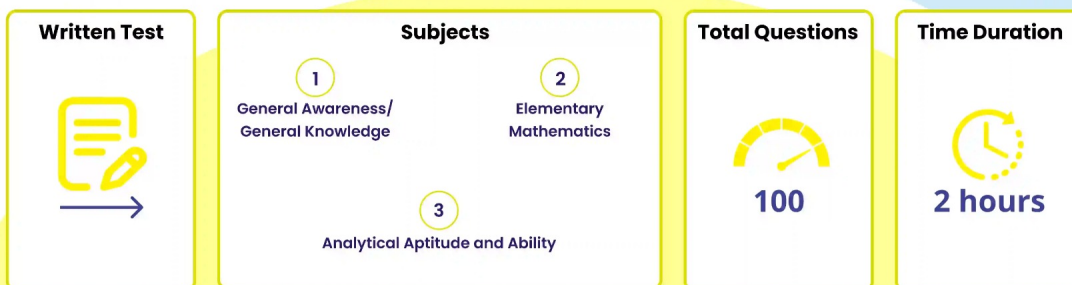 Written Test
Subjects
Total Questions
Time Duration
1
General Awareness/
General Knowledge
2
Elementary
Mathematics
3
Analytical Aptitude and Ability
100
2 hours